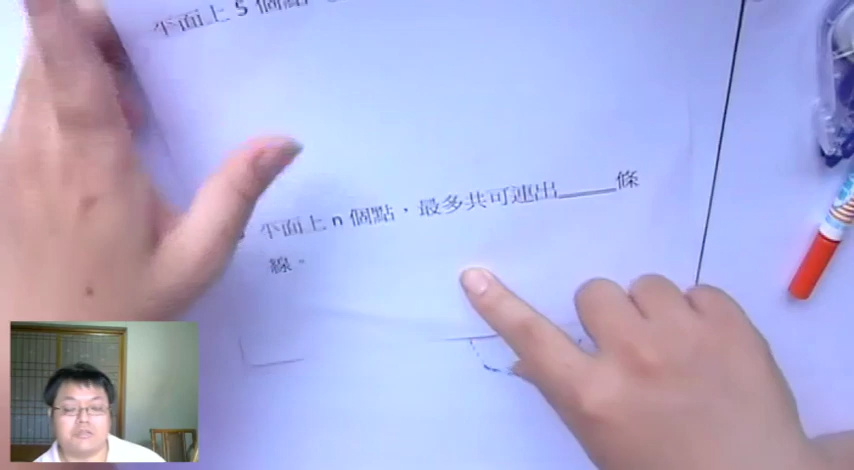 平面上 5 個點
平面上 n 個點，最多共可連出_____條
線。